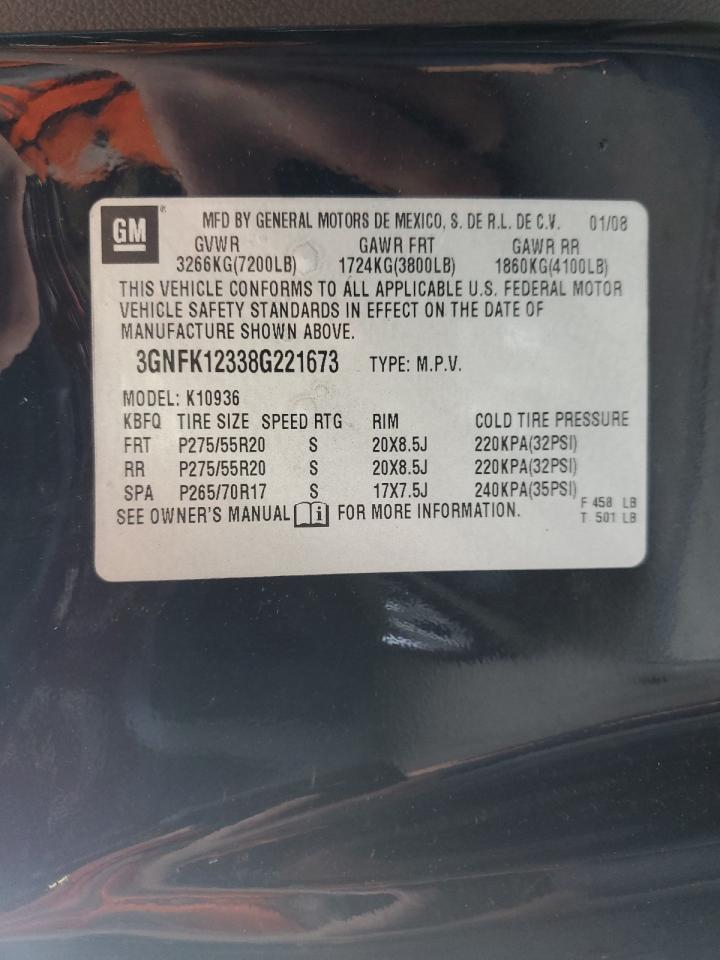 GM ® MFD BY GENERAL MOTORS DE MEXICO, S. DE R.L. DE C.V. 01/08
GVWR GAWR FRT GAWR RR
3266KG(7200LB) 1724KG(3800LB) 1860KG(4100LB)
THIS VEHICLE CONFORMS TO ALL APPLICABLE U.S. FEDERAL MOTOR
VEHICLE SAFETY STANDARDS IN EFFECT ON THE DATE OF
MANUFACTURE SHOWN ABOVE.
3GNFK12338G221673 TYPE: M.P.V.
MODEL: K10936
KBFQ TIRE SIZE SPEED RTG RIM COLD TIRE PRESSURE
FRT P275/55R20 S 20X8.5J 220KPA(32PSI)
RR P275/55R20 S 20X8.5J 220KPA(32PSI)
SPA P265/70R17 S 17X7.5J 240KPA(35PSI)
F 458 LB
SEE OWNER'S MANUAL i FOR MORE INFORMATION. T 501 LB